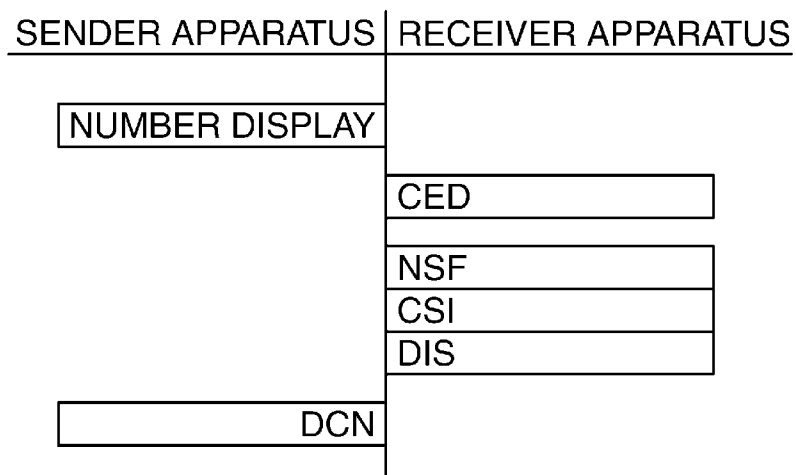 SENDER APPARATUS RECEIVER APPARATUS
NUMBER DISPLAY
CED
NSF
CSI
DIS
DCN